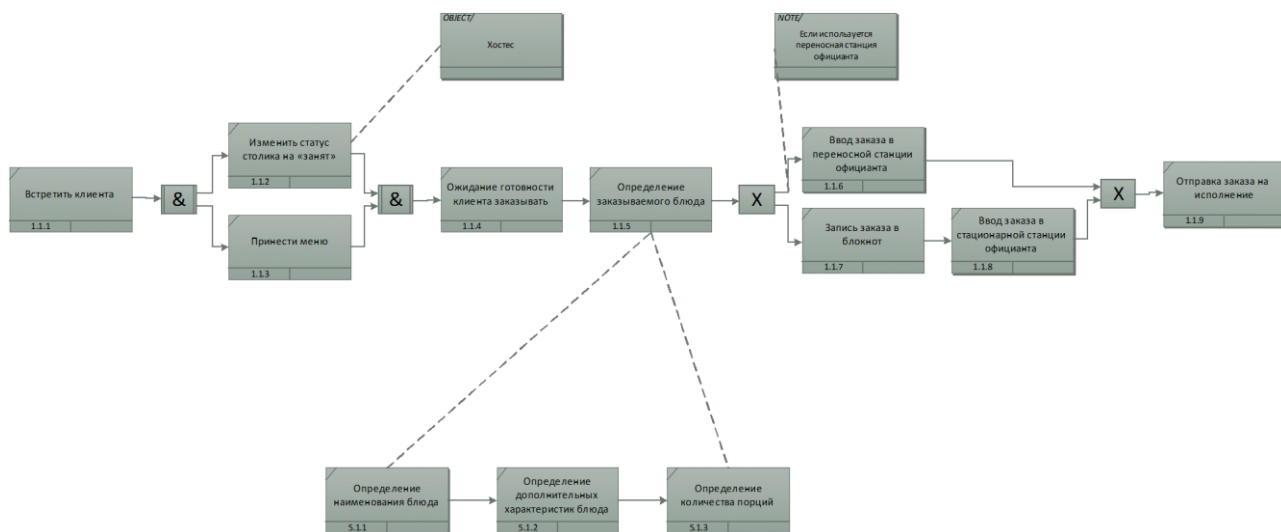 OBJECT/
Хостес
NOTE/
Если используется
переносная станция
официанта
Встретить клиента
1.1.1
&
Изменить статус
столика на «занят»
1.1.2
Принести меню
1.1.3
&
Ожидание готовности
клиента заказывать
1.1.4
Определение
заказываемого блюда
1.1.5
X
Ввод заказа в
переносной станции
официанта
1.1.6
Запись заказа в
блокнот
1.1.7
Ввод заказа в
стационарной станции
официанта
1.1.8
X
Отправка заказа на
исполнение
1.1.9
Определение
наименования блюда
5.1.1
Определение
дополнительных
характеристик блюда
5.1.2
Определение
количества порций
5.1.3